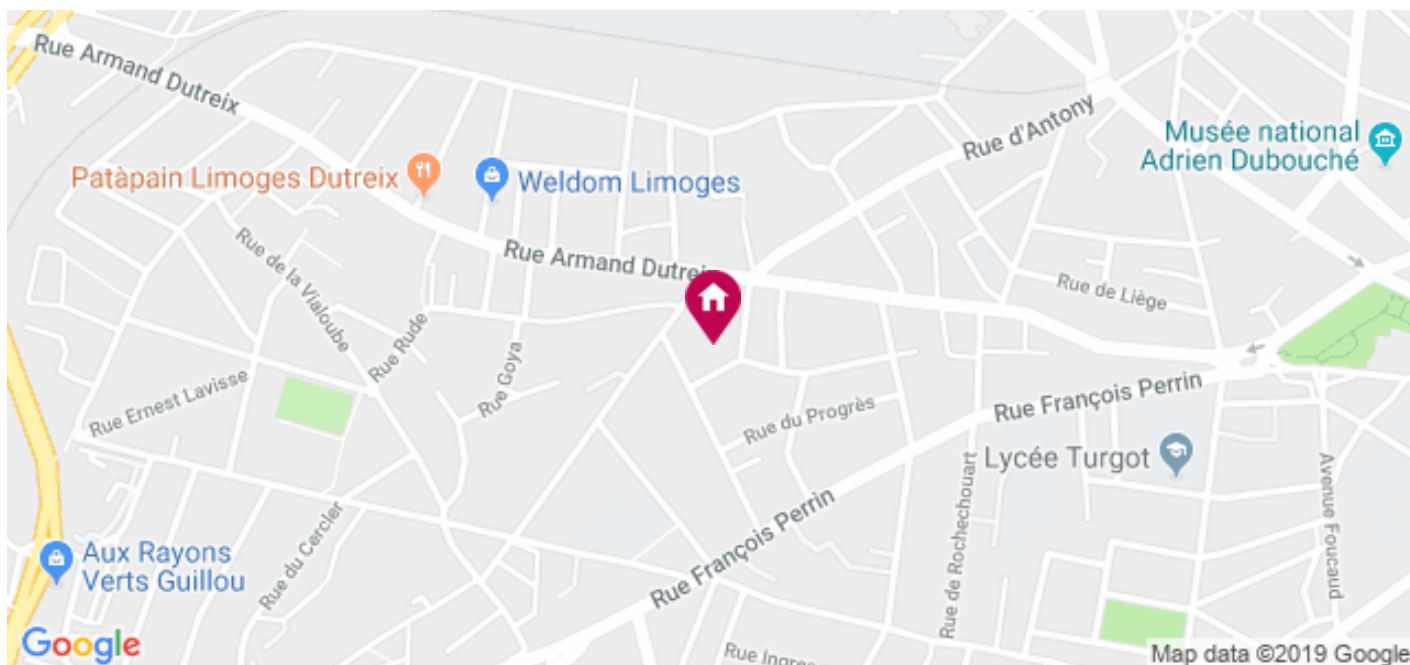 Rue Armand Dutreix
Rue d'Antony
Musée national
Adrien Dubouché
Patàpain Limoges Dutreix
Weldom Limoges
Rue de la Vialoube
Rue Armand Dutrei
Rue de Liège
Rue Rude
Rue Goya
Rue Ernest Lavisse
Rue François Perrin
Rue du Progrès
Lycée Turgot
Rue de Rochechouart
Avenue Foucaud
Rue du Cercler
Rue François Perrin
Aux Rayons
Verts Guillou
Rue Ingres
Google
Map data ©2019 Google